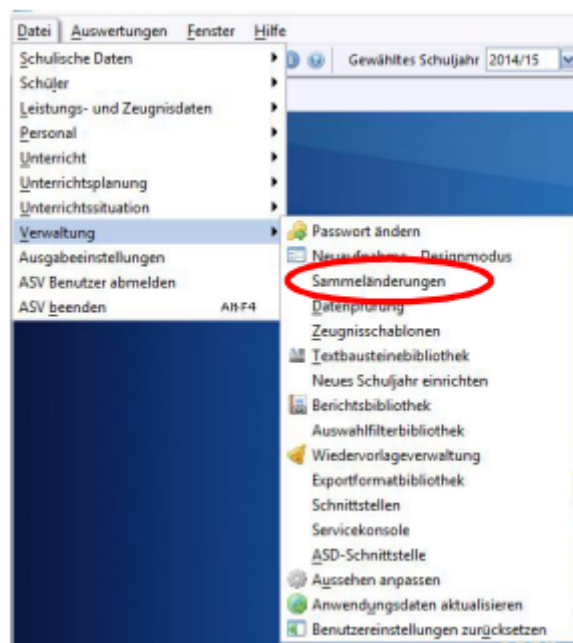 Datei Auswertungen Fenster Hilfe
Gewähltes Schuljahr 2014/15
Schulische Daten
Schüler
Leistungs- und Zeugnisdaten
Personal
Unterricht
Unterrichtsplanung
Unterrichtssituation
Verwaltung
Ausgabeeinstellungen
ASV Benutzer abmelden
ASV beenden Alt-F4
Passwort ändern
Neuaufnahme - Designmodus
Sammeländerungen
Datenprüfung
Zeugnisschablonen
Textbausteinebibliothek
Neues Schuljahr einrichten
Berichtsbibliothek
Auswahlfilterbibliothek
Wiedervorlageverwaltung
Exportformatbibliothek
Schnittstellen
Servicekonsole
ASD-Schnittstelle
Aussehen anpassen
Anwendungsdaten aktualisieren
Benutzereinstellungen zurücksetzen